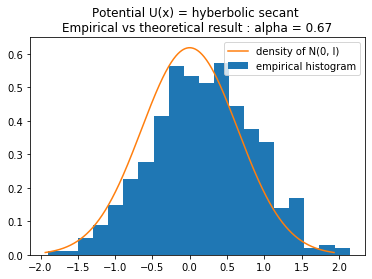 Potential U(x) = hyberbolic secant
Empirical vs theoretical result : alpha = 0.67
density of N(0, I)
empirical histogram
0.6
0.5
0.4
0.3
0.2
0.1
0.0
−2.0 −1.5 −1.0 −0.5 0.0 0.5 1.0 1.5 2.0